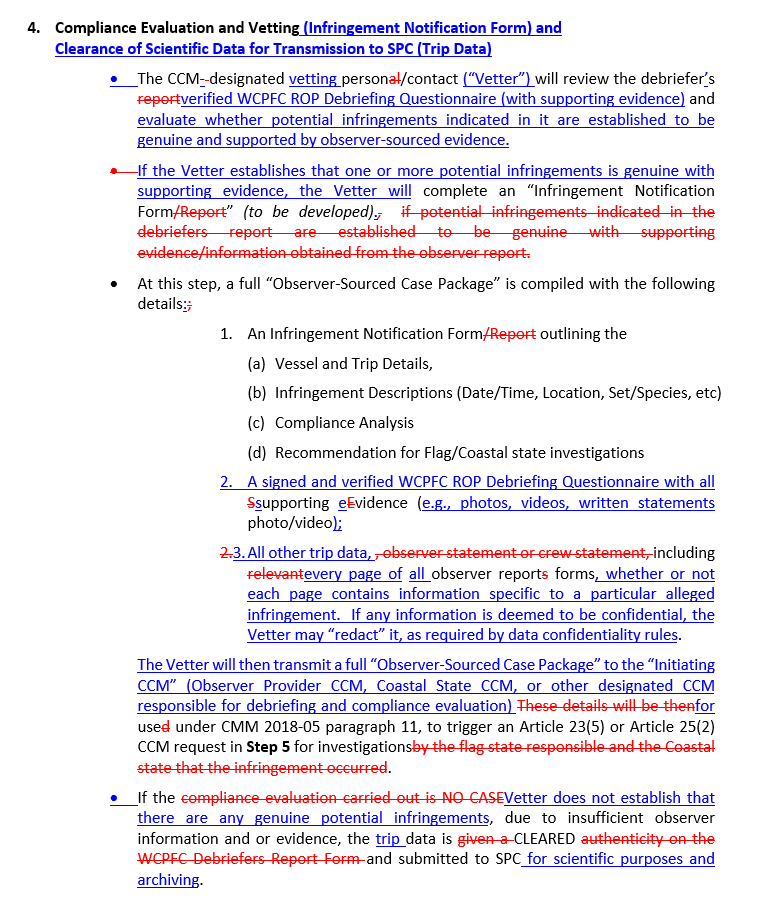 4. Compliance Evaluation and Vetting (Infringement Notification Form) and
Clearance of Scientific Data for Transmission to SPC (Trip Data)
• The CCM--designated vetting personal/contact (“Vetter”) will review the debriefer’s
reportverified WCPFC ROP Debriefing Questionnaire (with supporting evidence) and
evaluate whether potential infringements indicated in it are established to be
genuine and supported by observer-sourced evidence.
• If the Vetter establishes that one or more potential infringements is genuine with
supporting evidence, the Vetter will complete an “Infringement Notification
Form/Report” (to be developed)., if potential infringements indicated in the
debriefers report are established to be genuine with supporting
evidence/information obtained from the observer report.
• At this step, a full “Observer-Sourced Case Package” is compiled with the following
details:;
1. An Infringement Notification Form/Report outlining the
(a) Vessel and Trip Details,
(b) Infringement Descriptions (Date/Time, Location, Set/Species, etc)
(c) Compliance Analysis
(d) Recommendation for Flag/Coastal state investigations
2. A signed and verified WCPFC ROP Debriefing Questionnaire with all
Ssupporting eEvidence (e.g., photos, videos, written statements
photo/video);
2.3. All other trip data, , observer statement or crew statement, including
relevantevery page of all observer reports forms, whether or not
each page contains information specific to a particular alleged
infringement. If any information is deemed to be confidential, the
Vetter may “redact” it, as required by data confidentiality rules.
The Vetter will then transmit a full “Observer-Sourced Case Package” to the “Initiating
CCM” (Observer Provider CCM, Coastal State CCM, or other designated CCM
responsible for debriefing and compliance evaluation) These details will be thenfor
used under CMM 2018-05 paragraph 11, to trigger an Article 23(5) or Article 25(2)
CCM request in Step 5 for investigationsby the flag state responsible and the Coastal
state that the infringement occurred.
• If the compliance evaluation carried out is NO CASEVetter does not establish that
there are any genuine potential infringements, due to insufficient observer
information and or evidence, the trip data is given a CLEARED authenticity on the
WCPFC Debriefers Report Form and submitted to SPC for scientific purposes and
archiving.